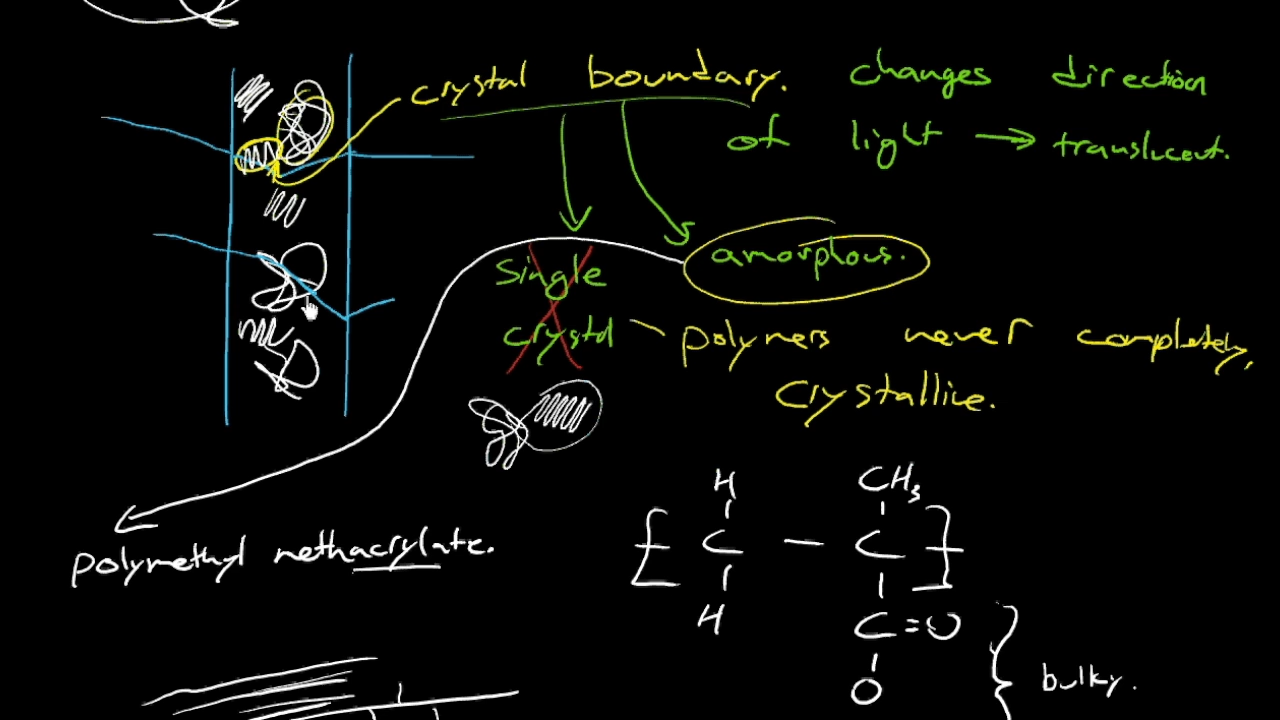 crystal boundary. changes direction
of light → translucent.
Single
crystal
amorphous.
polymers never completely
crystalline.
polymethyl methacrylate.
H CH3
[ C — C ]
H
C=O
O
bulky.